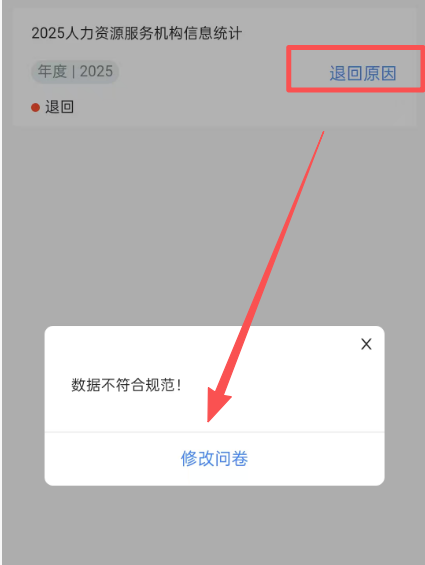 2025人力资源服务机构信息统计
年度 | 2025
退回原因
退回
X
数据不符合规范！
修改问卷